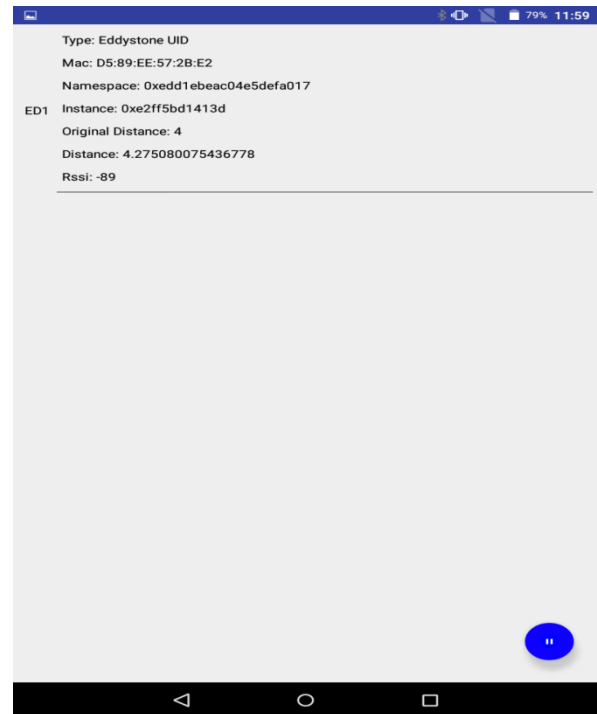 79% 11:59
Type: Eddystone UID
Mac: D5:89:EE:57:2B:E2
Namespace: 0xedd1ebeac04e5defa017
ED1 Instance: 0xe2ff5bd1413d
Original Distance: 4
Distance: 4.275080075436778
Rssi: -89